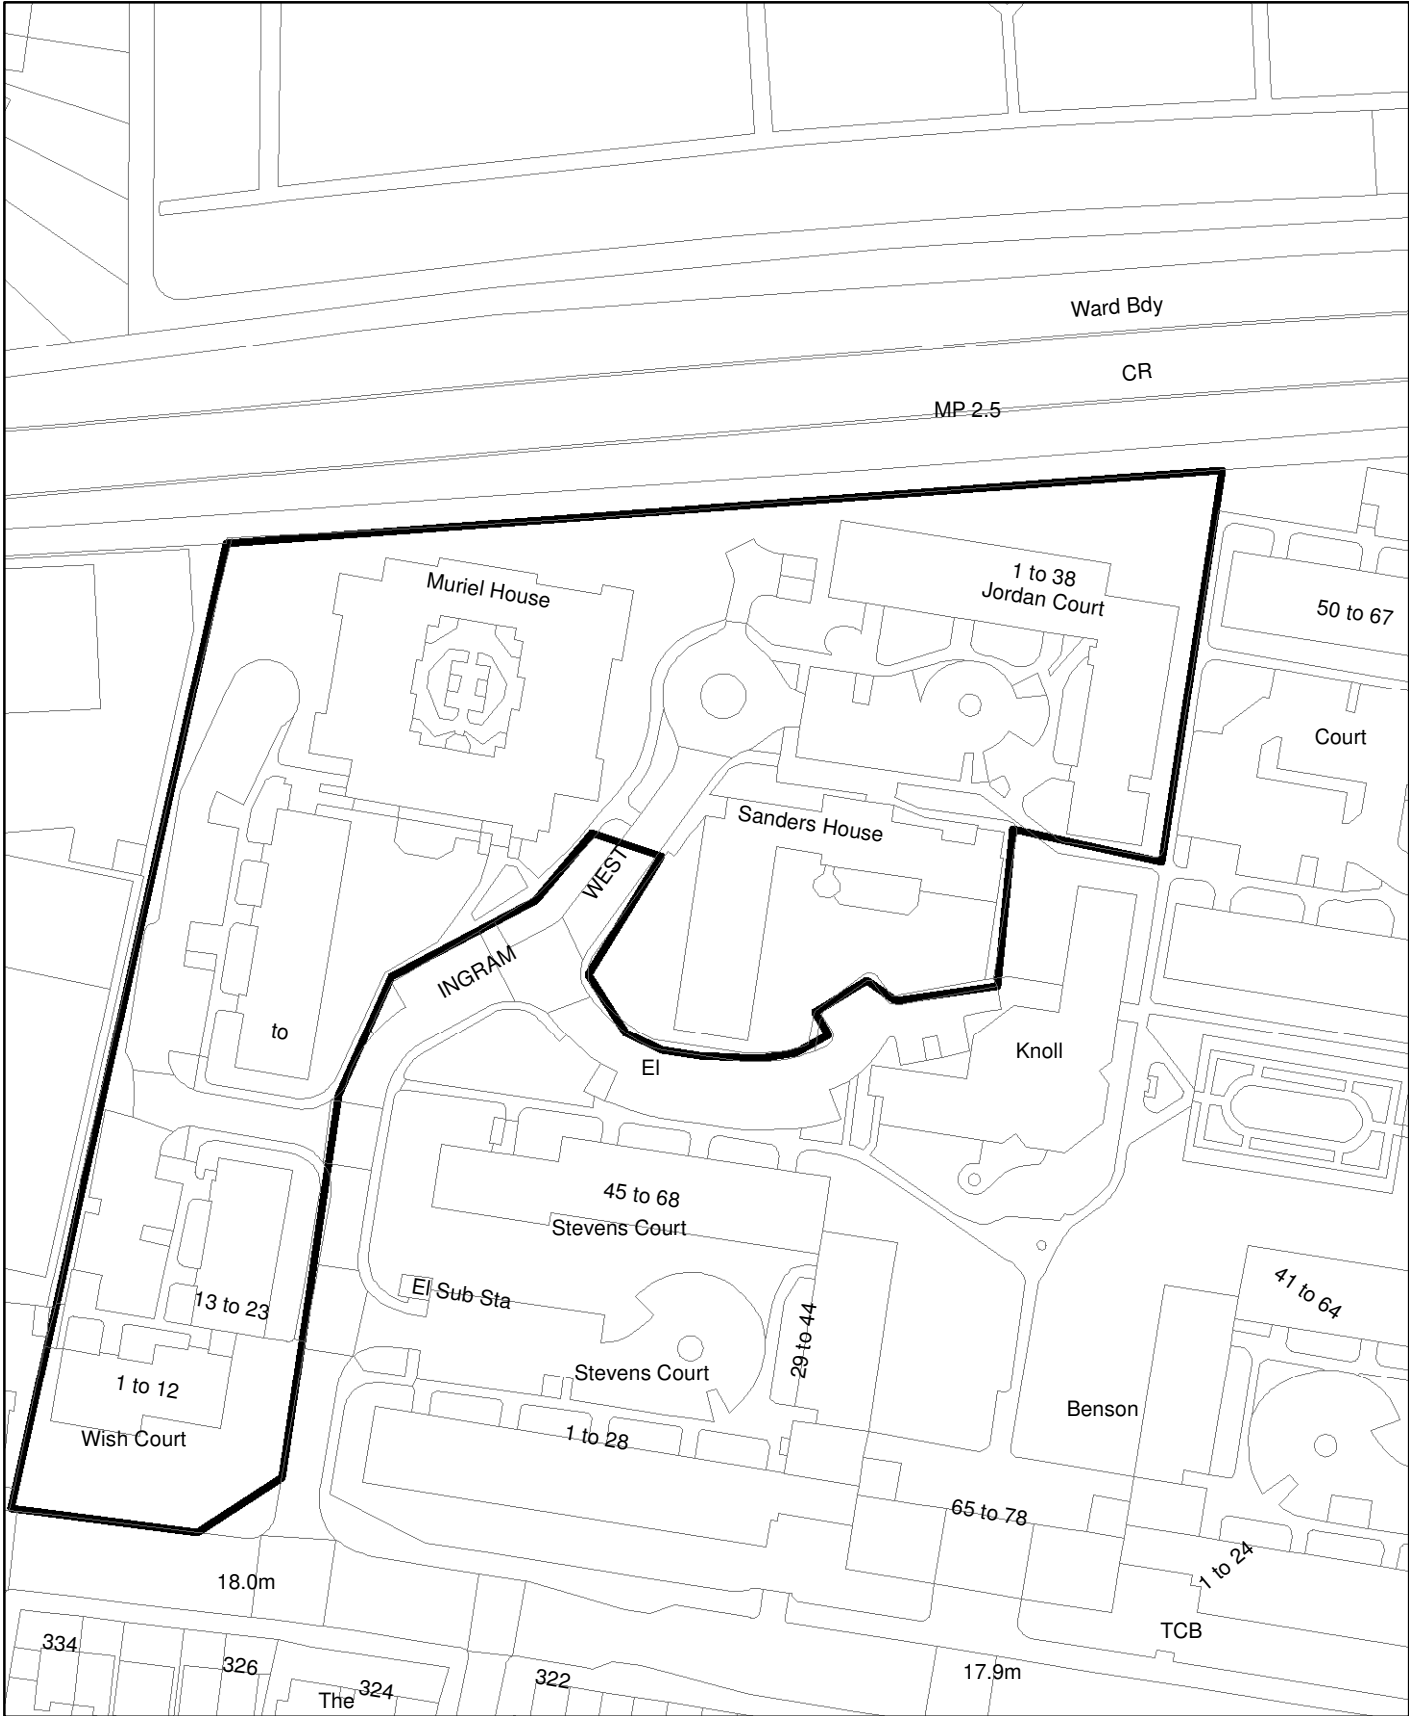 Ward Bdy
CR
MP 2.5
1 to 38
Jordan Court
Muriel House
50 to 67
Court
Sanders House
WEST
INGRAM
to
Knoll
El
45 to 68
Stevens Court
El Sub Sta
13 to 23
41 to 64
29 to 44
Stevens Court
1 to 12
Benson
1 to 28
Wish Court
65 to 78
1 to 24
18.0m
TCB
334
326
324
322
17.9m
The